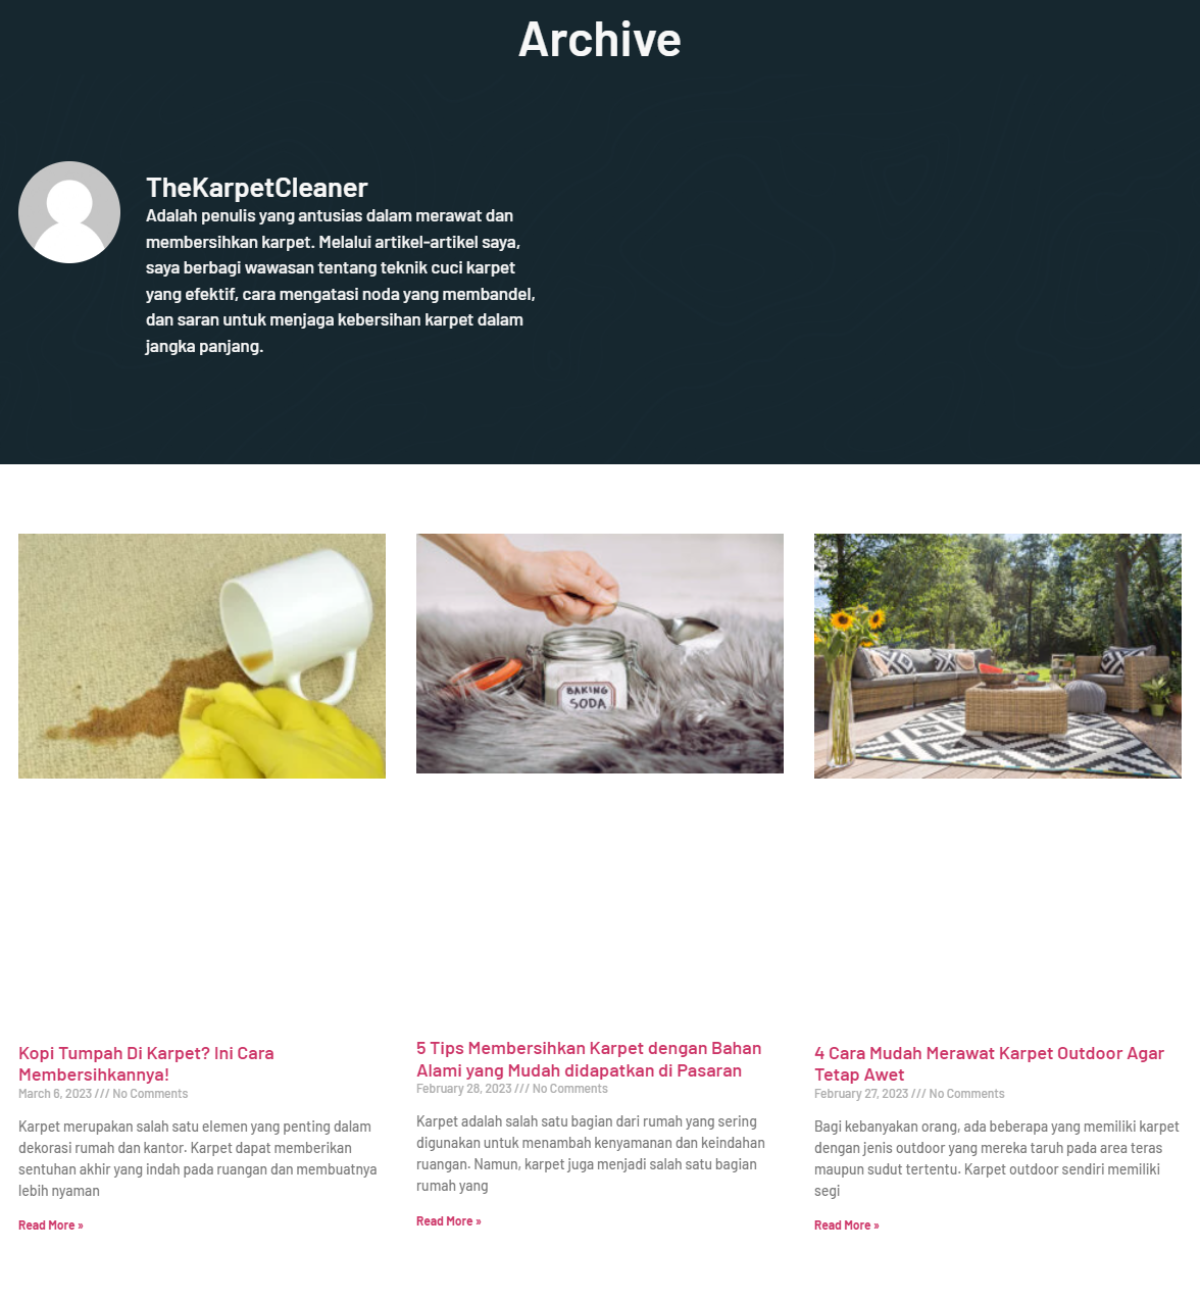 Archive
TheKarpetCleaner
Adalah penulis yang antusias dalam merawat dan
membersihkan karpet. Melalui artikel-artikel saya,
saya berbagi wawasan tentang teknik cuci karpet
yang efektif, cara mengatasi noda yang membandel,
dan saran untuk menjaga kebersihan karpet dalam
jangka panjang.
BAKING
SODA
Kopi Tumpah Di Karpet? Ini Cara
Membersihkannya!
March 6, 2023 /// No Comments
Karpet merupakan salah satu elemen yang penting dalam
dekorasi rumah dan kantor. Karpet dapat memberikan
sentuhan akhir yang indah pada ruangan dan membuatnya
lebih nyaman
Read More »
5 Tips Membersihkan Karpet dengan Bahan
Alami yang Mudah didapatkan di Pasaran
February 28, 2023 /// No Comments
Karpet adalah salah satu bagian dari rumah yang sering
digunakan untuk menambah kenyamanan dan keindahan
ruangan. Namun, karpet juga menjadi salah satu bagian
rumah yang
Read More »
4 Cara Mudah Merawat Karpet Outdoor Agar
Tetap Awet
February 27, 2023 /// No Comments
Bagi kebanyakan orang, ada beberapa yang memiliki karpet
dengan jenis outdoor yang mereka taruh pada area teras
maupun sudut tertentu. Karpet outdoor sendiri memiliki
segi
Read More »